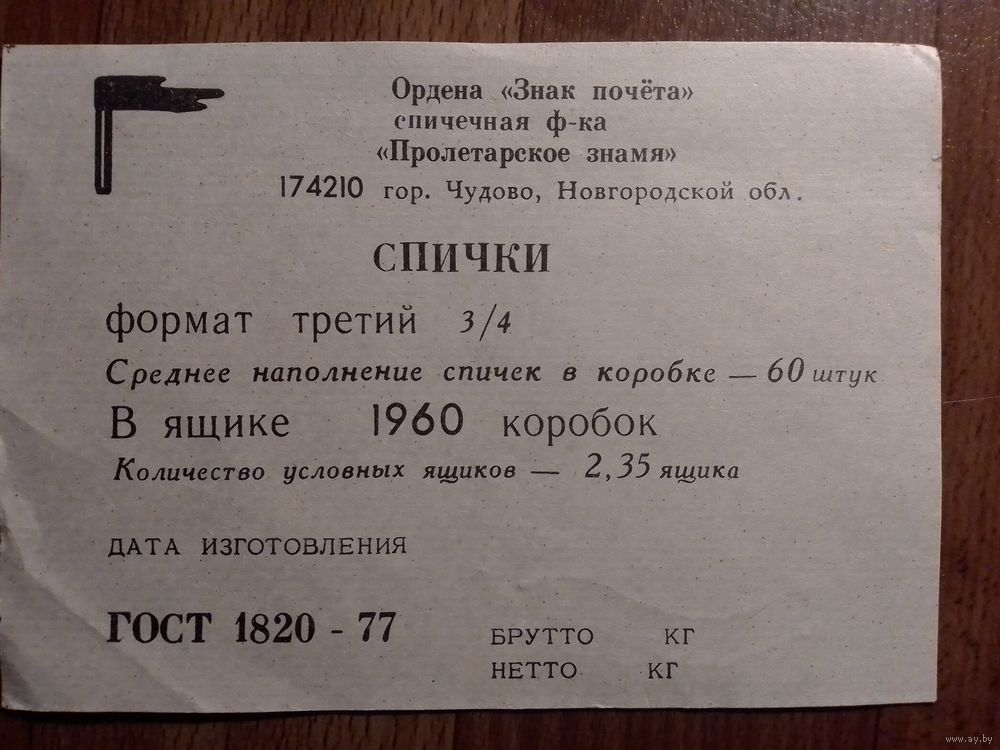 Ордена «Знак почёта»
спичечная ф-ка
«Пролетарское знамя»
174210 гор. Чудово, Новгородской обл.
СПИЧКИ
формат третий 3/4
Среднее наполнение спичек в коробке — 60 штук
В ящике 1960 коробок
Количество условных ящиков — 2,35 ящика
ДАТА ИЗГОТОВЛЕНИЯ
ГОСТ 1820 - 77
БРУТТО КГ
НЕТТО КГ
www.ay.by